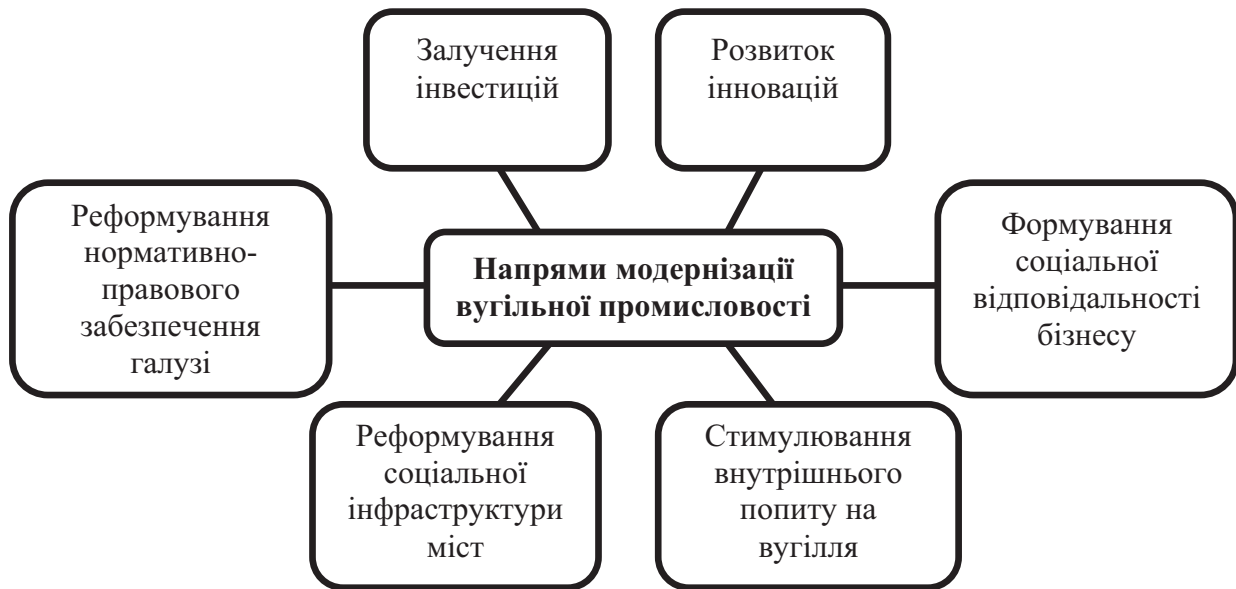 Залучення
інвестицій
Розвиток
інновацій
Реформування
нормативно-
правового
забезпечення
галузі
Напрями модернізації
вугільної промисловості
Формування
соціальної
відповідальності
бізнесу
Реформування
соціальної
інфраструктури
міст
Стимулювання
внутрішнього
попиту на
вугілля